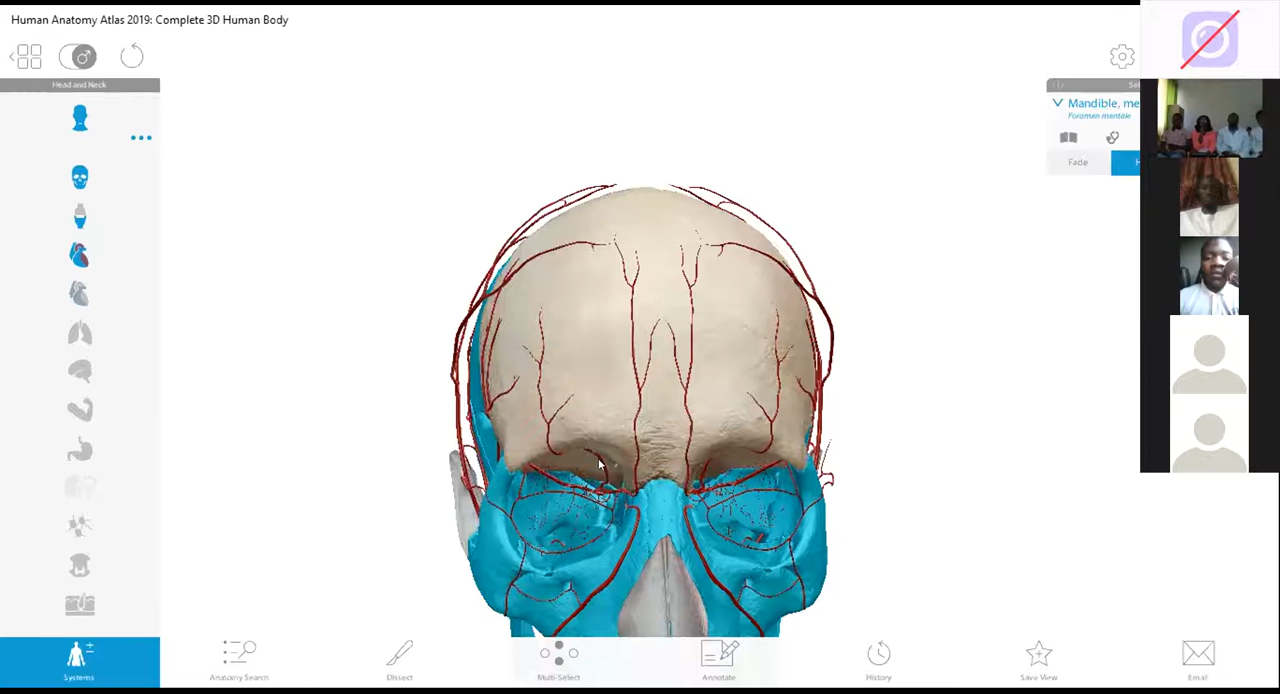 Human Anatomy Atlas 2019: Complete 3D Human Body
Head and Neck
Mandible, me
Foramen mentale
Fade
Systems
Anatomy Search
Dissect
Multi-Select
Annotate
History
Save View
Email